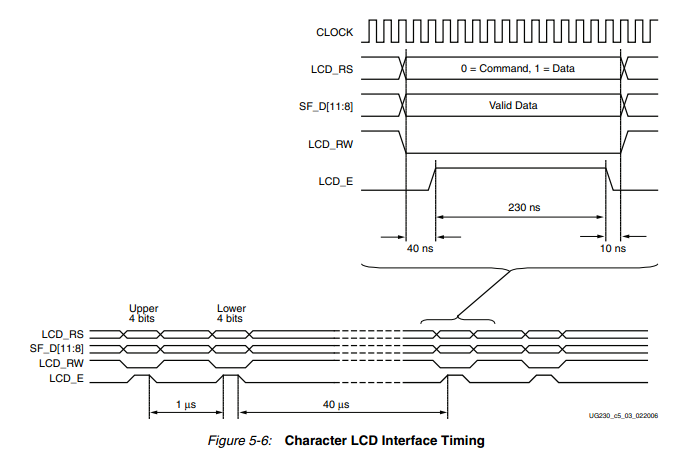 CLOCK
LCD_RS
0 = Command, 1 = Data
SF_D[11:8]
Valid Data
LCD_RW
LCD_E
230 ns
40 ns
10 ns
Upper
4 bits
Lower
4 bits
LCD_RS
SF_D[11:8]
LCD_RW
LCD_E
1 µs
40 µs
UG230_c5_03_022006
Figure 5-6: Character LCD Interface Timing